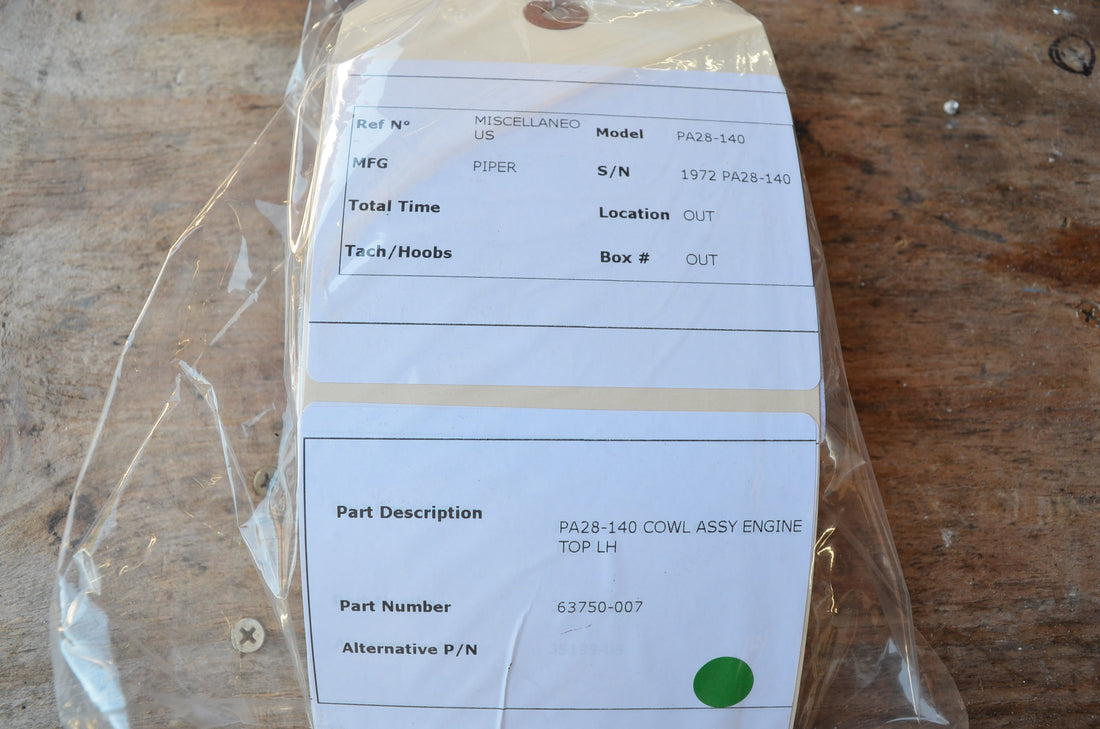 Ref N° MISCELLANEO Model PA28-140
US
MFG PIPER S/N 1972 PA28-140
Total Time Location OUT
Tach/Hoobs Box # OUT
Part Description
PA28-140 COWL ASSY ENGINE
TOP LH
Part Number 63750-007
Alternative P/N